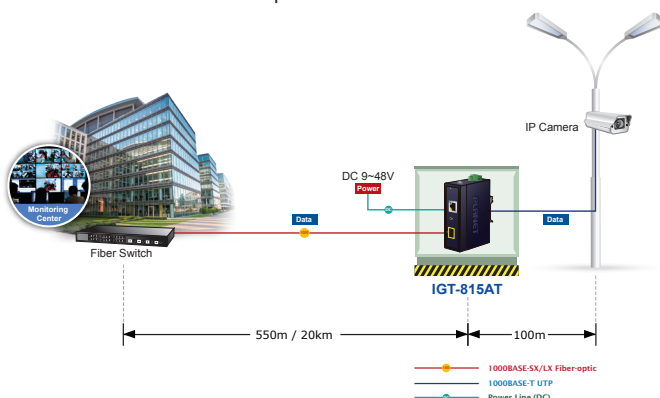 IP Camera
DC 9~48V
Power
Monitoring
Center
Data
Data
Fiber Switch
PLANET
IGT-815AT
550m / 20km
100m
1000BASE-SX/LX Fiber-optic
1000BASE-T UTP
Power Line (DC)